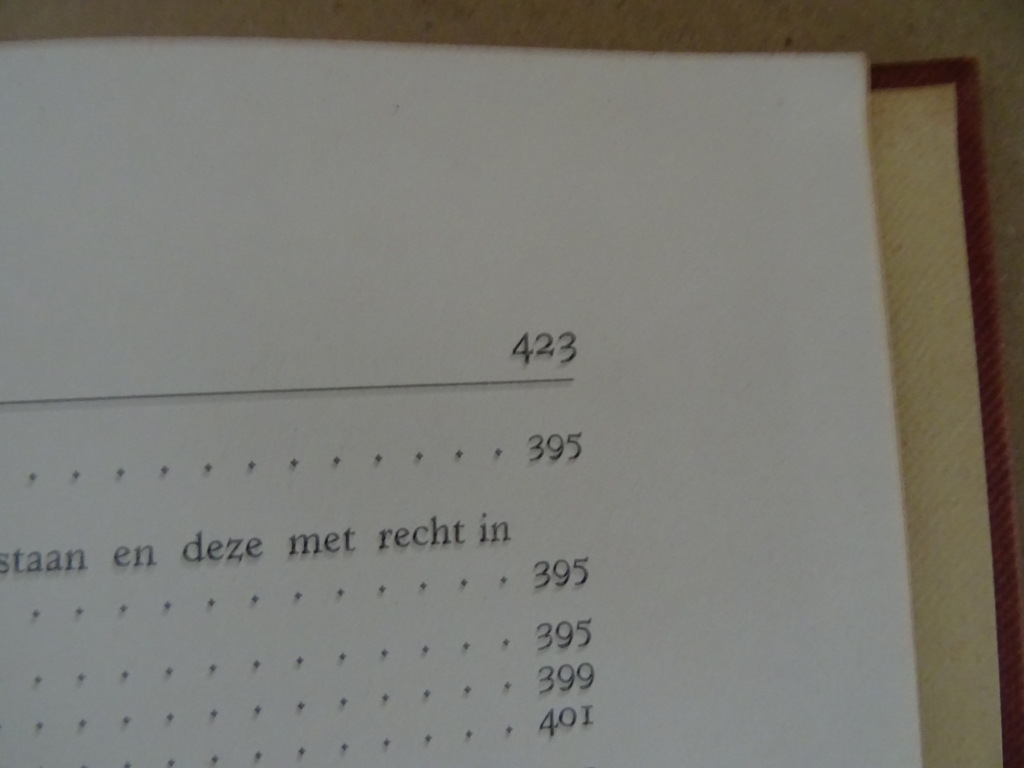 423
. . . . . . . . . . . . 395
staan en deze met recht in
. . . . . . . . . . . . 395
. . . . . . . . . . . . 395
. . . . . . . . . . . . 399
. . . . . . . . . . . . 401